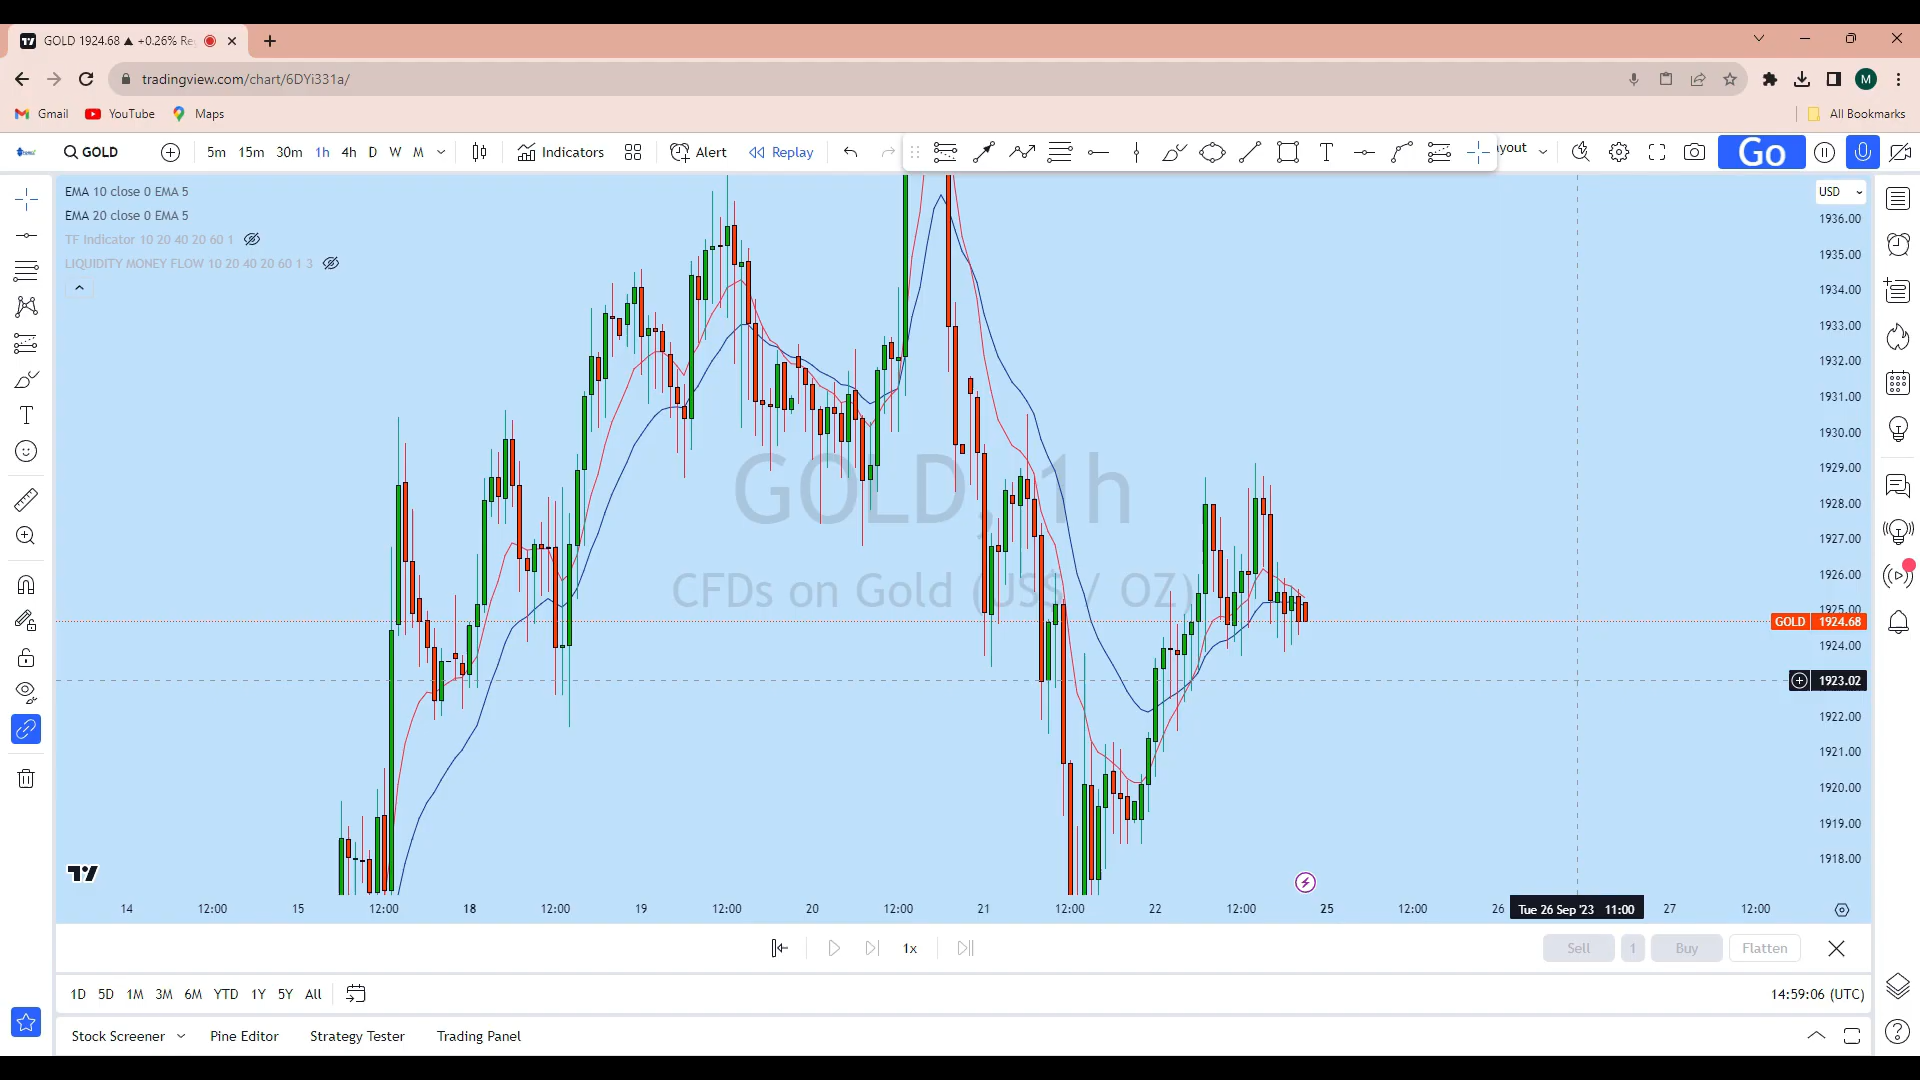 GOLD 1924.68 ▲ +0.26% Re
tradingview.com/chart/6DYi331a/
M
Gmail YouTube Maps All Bookmarks
GOLD 5m 15m 30m 1h 4h D W M Indicators Alert Replay T yout Go
EMA 10 close 0 EMA 5
EMA 20 close 0 EMA 5
TF Indicator 10 20 40 20 60 1
LIQUIDITY MONEY FLOW 10 20 40 20 60 1 3
GOLD, 1h
CFDs on Gold (US$ / OZ)
USD
1936.00
1935.00
1934.00
1933.00
1932.00
1931.00
1930.00
1929.00
1928.00
1927.00
1926.00
1925.00
GOLD 1924.68
1924.00
1923.02
1922.00
1921.00
1920.00
1919.00
1918.00
14 12:00 15 12:00 18 12:00 19 12:00 20 12:00 21 12:00 22 12:00 25 12:00 26 Tue 26 Sep '23 11:00 27 12:00
1x Sell 1 Buy Flatten
1D 5D 1M 3M 6M YTD 1Y 5Y All 14:59:06 (UTC)
Stock Screener Pine Editor Strategy Tester Trading Panel